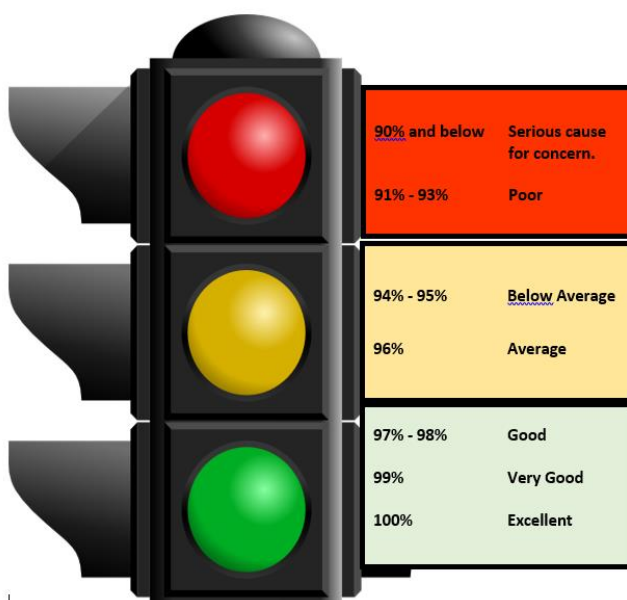 90% and below Serious cause
for concern.
91% - 93% Poor
94% - 95% Below Average
96% Average
97% - 98% Good
99% Very Good
100% Excellent